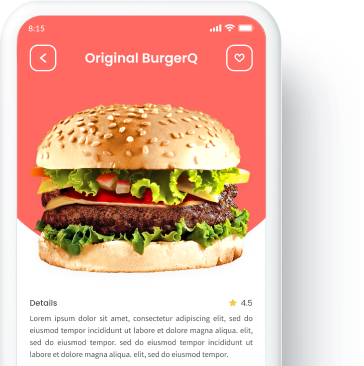 8:15
Original BurgerQ
Details
4.5
Lorem ipsum dolor sit amet, consectetur adipiscing elit, sed do
eiusmod tempor incididunt ut labore et dolore magna aliqua. elit,
sed do eiusmod tempor. sed do eiusmod tempor incididunt ut
labore et dolore magna aliqua. elit, sed do eiusmod tempor.